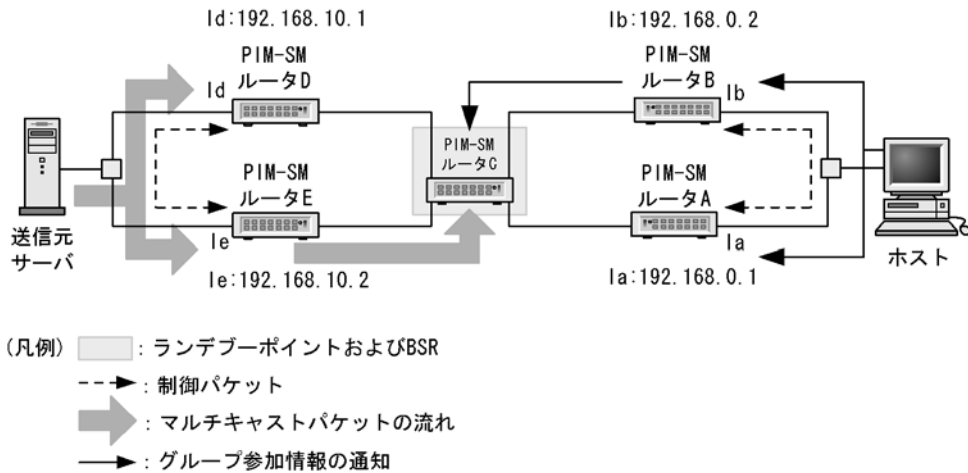 Id:192.168.10.1
Ib:192.168.0.2
PIM-SM
ルータD
PIM-SM
ルータB
Id
Ib
PIM-SM
ルータC
PIM-SM
ルータE
PIM-SM
ルータA
送信元
サーバ
Ie
Ia
ホスト
Ie:192.168.10.2
Ia:192.168.0.1
(凡例)
:ランデブーポイントおよびBSR
:制御パケット
:マルチキャストパケットの流れ
:グループ参加情報の通知